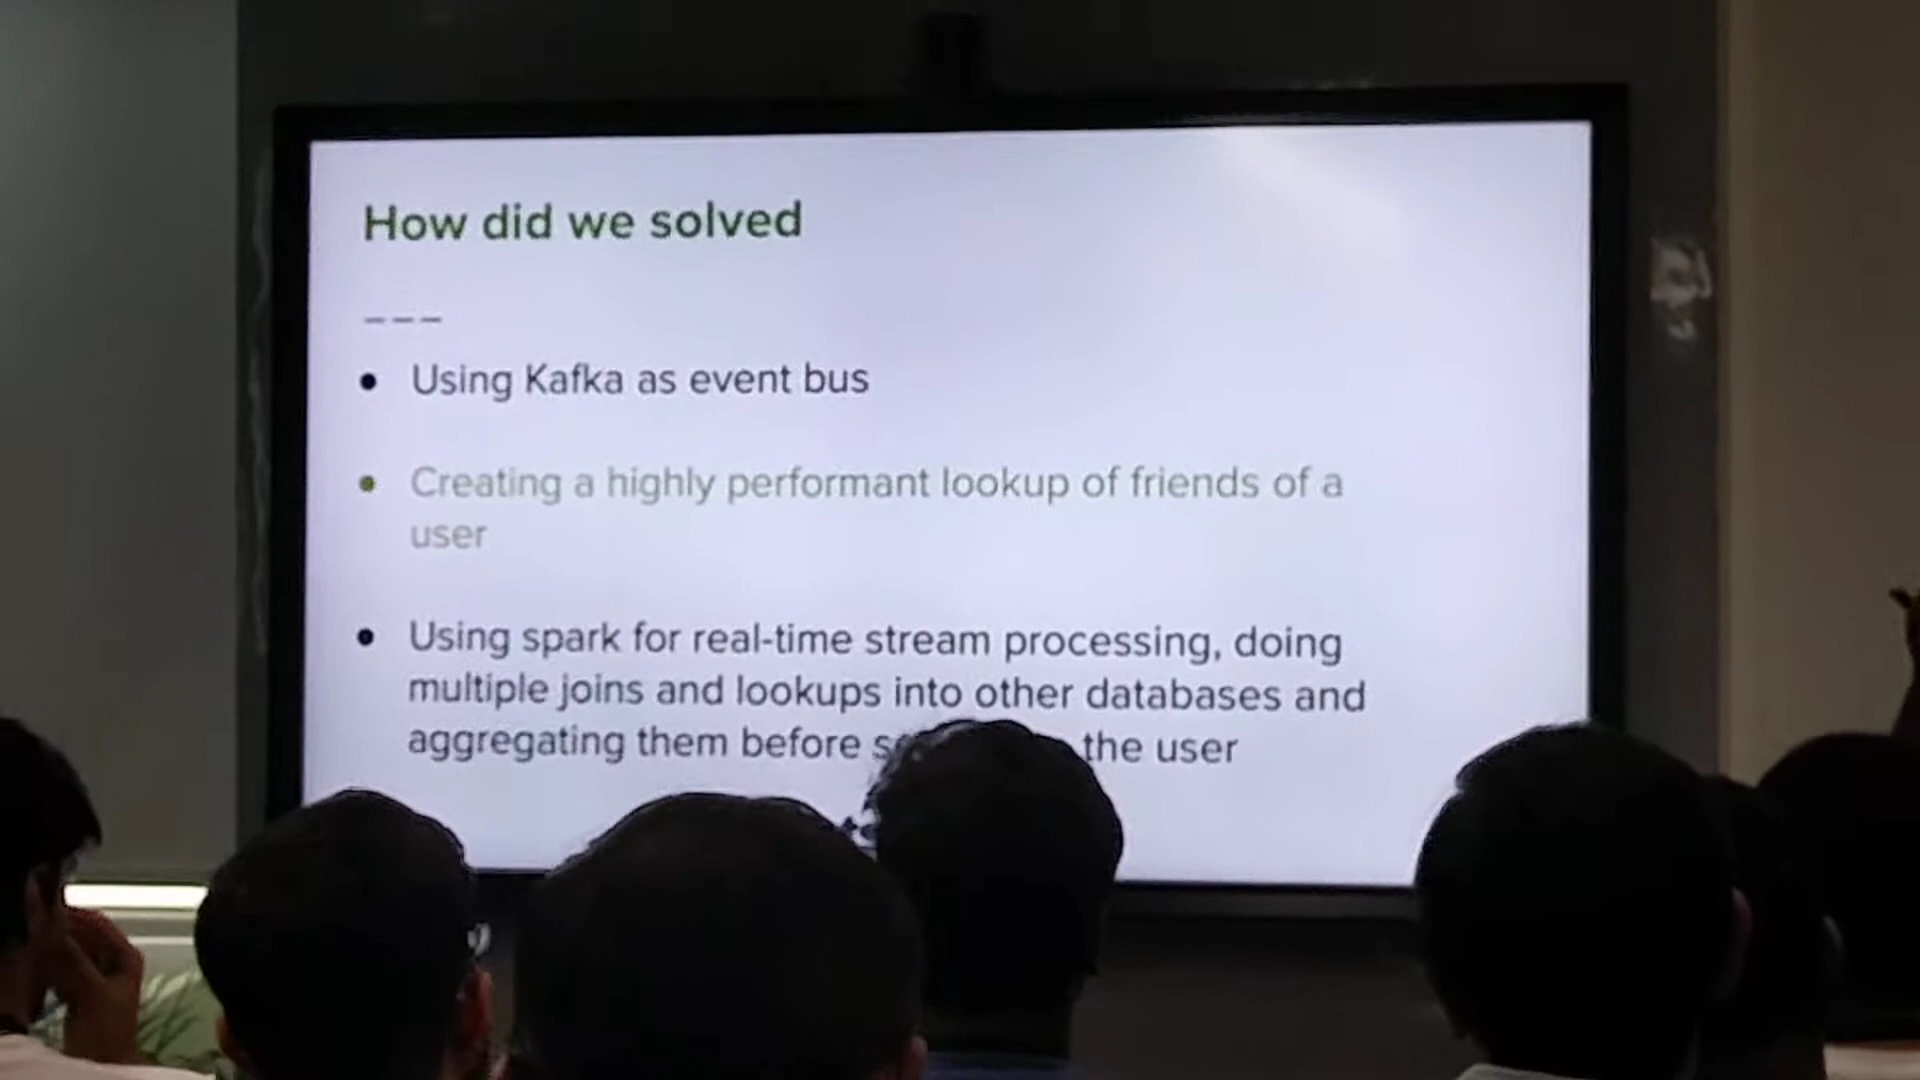 How did we solved
---
• Using Kafka as event bus
• Creating a highly performant lookup of friends of a
user
• Using spark for real-time stream processing, doing
multiple joins and lookups into other databases and
aggregating them before the user